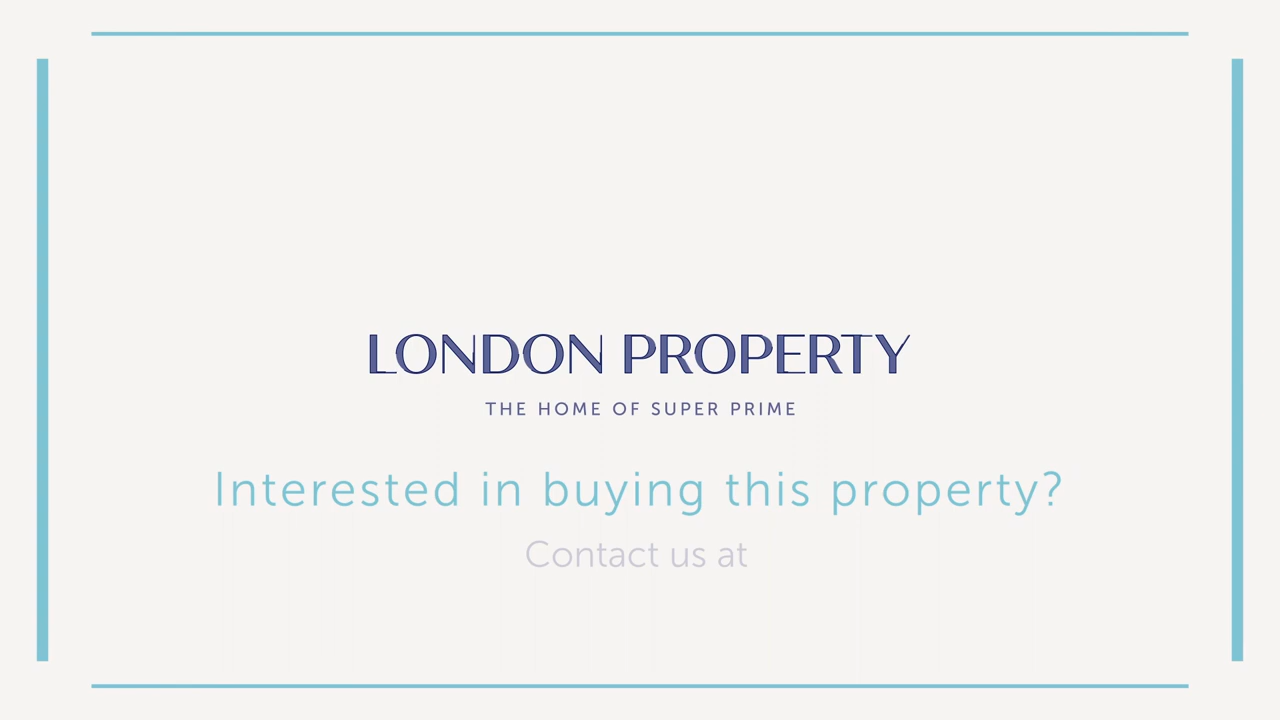 LONDON PROPERTY
THE HOME OF SUPER PRIME
Interested in buying this property?
Contact us at